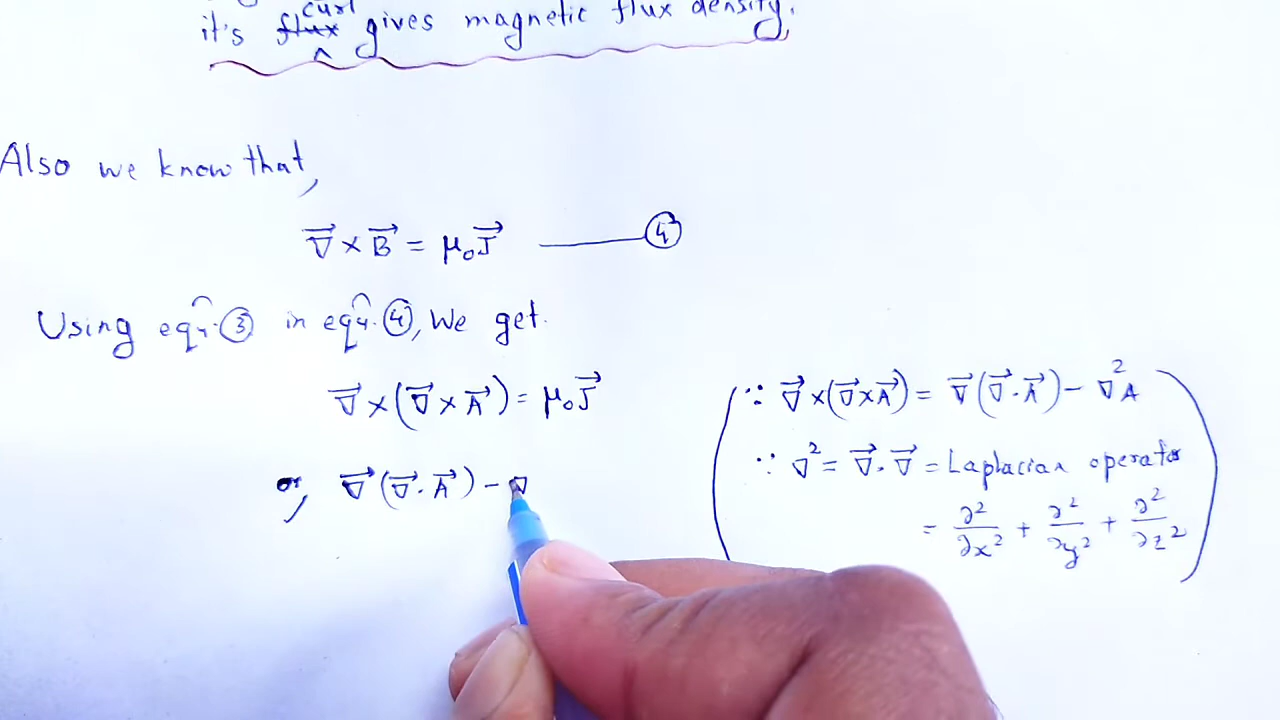 curl
it's flux gives magnetic flux density.
Also we know that,
∇⃗ × B⃗ = μ₀J⃗ —— ④
Using eqn. ③ in eqn. ④, We get.
∇⃗ × (∇⃗ × A⃗) = μ₀J⃗
or, ∇⃗ (∇⃗ . A⃗) − ∇
∵ ∇⃗ × (∇⃗ × A⃗) = ∇⃗ (∇⃗ . A⃗) − ∇²A
∵ ∇² = ∇⃗ . ∇⃗ = Laplacian operator
= ∂²/∂x² + ∂²/∂y² + ∂²/∂z²